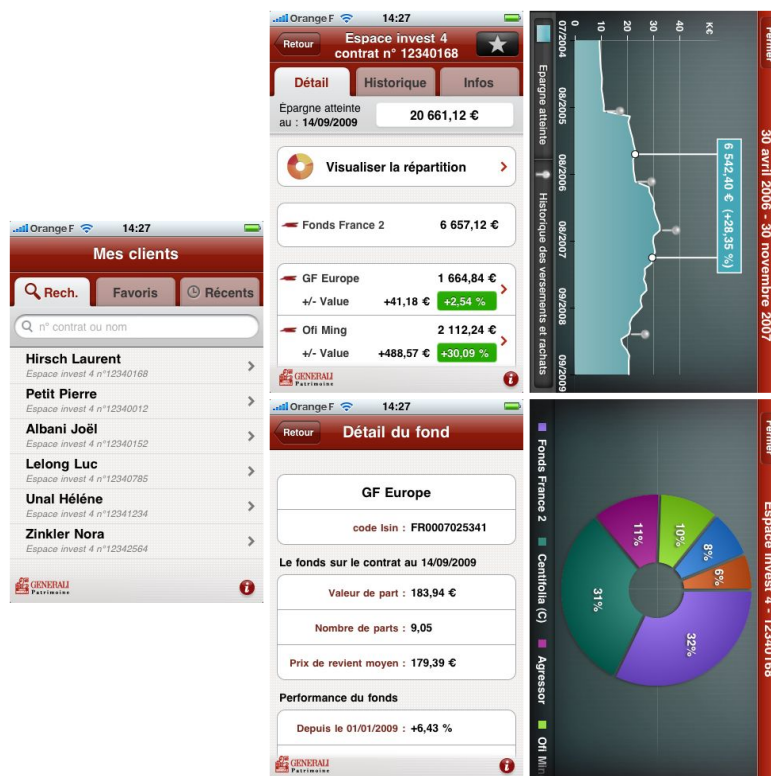 Orange F 14:27
Mes clients
Rech. Favoris Récents
n° contrat ou nom
Hirsch Laurent
Espace invest 4 n°12340168
Petit Pierre
Espace invest 4 n°12340012
Albani Joël
Espace invest 4 n°12340152
Lelong Luc
Espace invest 4 n°12340785
Unal Héléne
Espace invest 4 n°12341234
Zinkler Nora
Espace invest 4 n°12342564
GENERALI
Patrimoine
Orange F 14:27
Retour
Espace invest 4
contrat n° 12340168
Détail Historique Infos
Épargne atteinte
au : 14/09/2009
20 661,12 €
Visualiser la répartition
Fonds France 2 6 657,12 €
GF Europe 1 664,84 €
+/- Value +41,18 € +2,54 %
Ofi Ming 2 112,24 €
+/- Value +488,57 € +30,09 %
GENERALI
Patrimoine
Fermer
30 avril 2006 - 30 novembre 2007
K€
40
30
20
10
0
6 542,40 € (+28,35 %)
07/2004 08/2005 08/2006 08/2007 09/2008 09/2009
Epargne atteinte Historique des versements et rachats
Orange F 14:27
Retour
Détail du fond
GF Europe
code Isin : FR0007025341
Le fonds sur le contrat au 14/09/2009
Valeur de part : 183,94 €
Nombre de parts : 9,05
Prix de revient moyen : 179,39 €
Performance du fonds
Depuis le 01/01/2009 : +6,43 %
GENERALI
Patrimoine
Fermer
Espace invest 4 - 12340168
32%
31%
11%
10%
8%
6%
Fonds France 2 Centifolia (C) Agressor Ofi Min